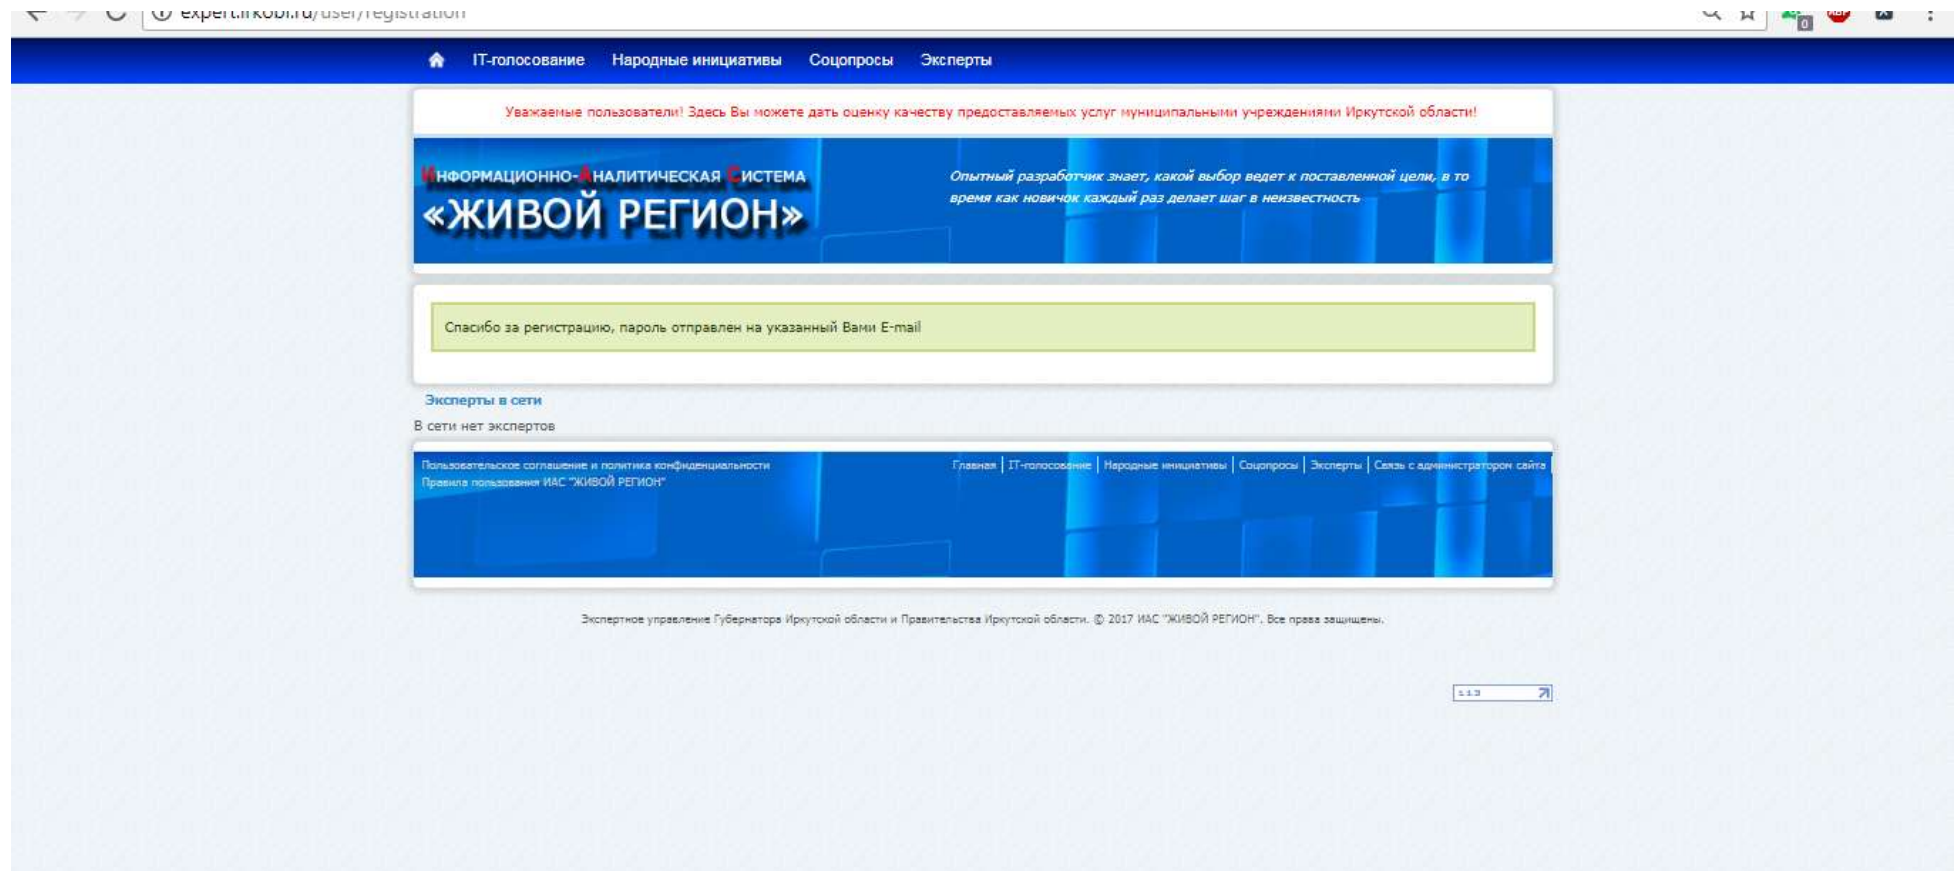 expert.irkobl.ru/user/registration
ABP
0
IT-голосование Народные инициативы Соцопросы Эксперты
Уважаемые пользователи! Здесь Вы можете дать оценку качеству предоставляемых услуг муниципальными учреждениями Иркутской области!
Информационно-Аналитическая Система
«ЖИВОЙ РЕГИОН»
Опытный разработчик знает, какой выбор ведет к поставленной цели, в то
время как новичок каждый раз делает шаг в неизвестность
Спасибо за регистрацию, пароль отправлен на указанный Вами E-mail
Эксперты в сети
В сети нет экспертов
Пользовательское соглашение и политика конфиденциальности
Правила пользования ИАС "ЖИВОЙ РЕГИОН"
Главная | IT-голосование | Народные инициативы | Соцопросы | Эксперты | Связь с администратором сайта |
Экспертное управление Губернатора Иркутской области и Правительства Иркутской области. © 2017 ИАС "ЖИВОЙ РЕГИОН". Все права защищены.
113